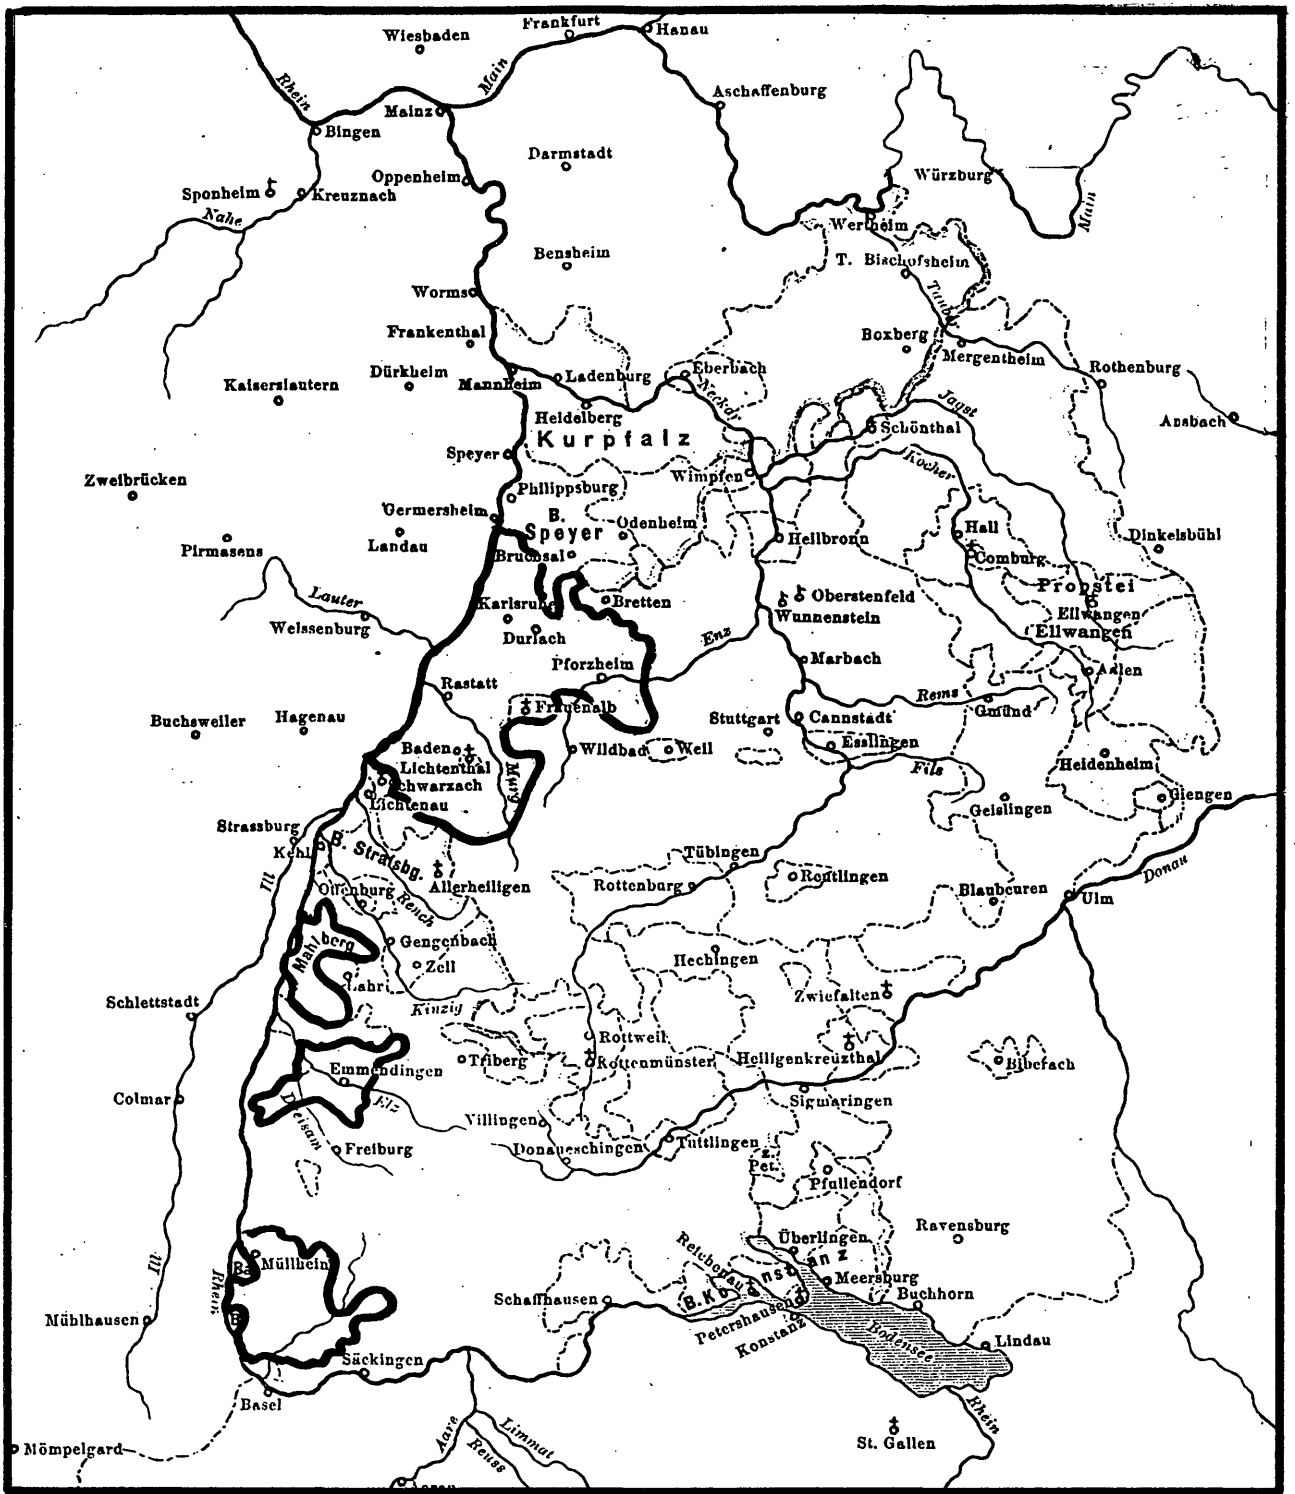 Wiesbaden
Frankfurt
Hanau
Rhein
Main
Mainz
Bingen
Aschaffenburg
Darmstadt
Oppenheim
Würzburg
Sponheim
Kreuznach
Nahe
Main
Wertheim
Bensheim
T. Bischofsheim
Worms
Tauber
Frankenthal
Boxberg
Mergentheim
Rothenburg
Kaiserslautern
Dürkheim
Mannheim
Ladenburg
Eberbach
Neckar
Heidelberg
Jagst
Ansbach
Kurpfalz
Schönthal
Speyer
Wimpfen
Kocher
Zweibrücken
Philippsburg
Germersheim
B.
Speyer
Odenheim
Hall
Heilbronn
Dinkelsbühl
Pirmasens
Landau
Bruchsal
Comburg
Propstei
Lauter
Karlsruhe
Bretten
Oberstenfeld
Wunnenstein
Ellwangen
Ellwangen
Weissenburg
Durlach
Enz
Pforzheim
Marbach
Aalen
Rastatt
Rems
Gmünd
Frauenalb
Buchsweiler
Hagenau
Stuttgart
Cannstadt
Baden
Wildbad
Weil
Esslingen
Lichtenthal
Murg
Fils
Heidenheim
Schwarzach
Lichtenau
Geislingen
Giengen
Strassburg
Kehl
B. Strassbg.
Tübingen
Donau
Ill
Offenburg
Rench
Allerheiligen
Rottenburg
Reutlingen
Blaubeuren
Ulm
Mahlberg
Gengenbach
Hechingen
Zell
Lahr
Schlettstadt
Kinzig
Zwiefalten
Rottweil
Triberg
Rottenmünster
Heiligenkreuzthal
Biberach
Emmendingen
Colmar
Dreisam
Elz
Sigmaringen
Villingen
Freiburg
Donaueschingen
Tuttlingen
z.
Pet.
Pfullendorf
Ravensburg
Überlingen
Ill
Rhein
Ba
Müllheim
Reichenau
B. Konstanz
Meersburg
Buchhorn
Mühlhausen
B
Schaffhausen
Petershausen
Konstanz
Bodensee
Lindau
Säckingen
Basel
Rhein
Mömpelgard
Aare
Limmat
Reuss
St. Gallen